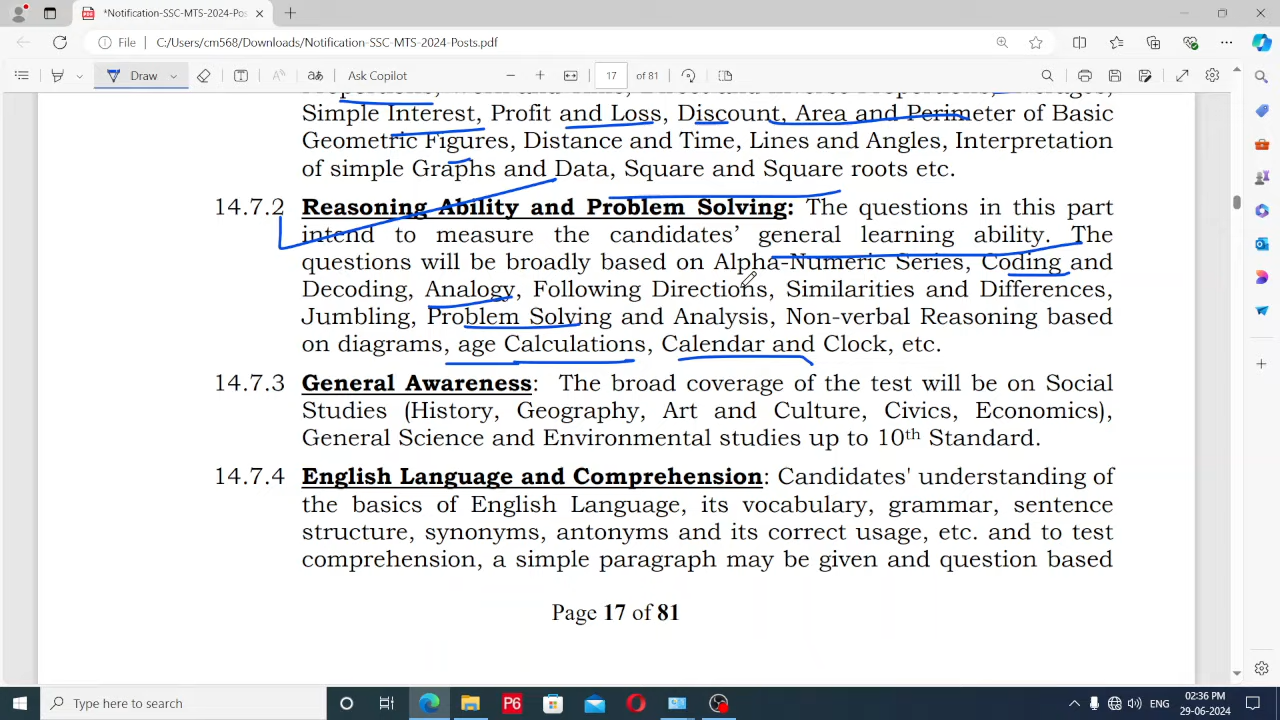 *Notification-SSC-MTS-2024-Posts
File C:/Users/cm568/Downloads/Notification-SSC-MTS-2024-Posts.pdf
Draw Ask Copilot 17 of 81
Simple Interest, Profit and Loss, Discount, Area and Perimeter of Basic
Geometric Figures, Distance and Time, Lines and Angles, Interpretation
of simple Graphs and Data, Square and Square roots etc.
14.7.2 Reasoning Ability and Problem Solving: The questions in this part
intend to measure the candidates’ general learning ability. The
questions will be broadly based on Alpha-Numeric Series, Coding and
Decoding, Analogy, Following Directions, Similarities and Differences,
Jumbling, Problem Solving and Analysis, Non-verbal Reasoning based
on diagrams, age Calculations, Calendar and Clock, etc.
14.7.3 General Awareness: The broad coverage of the test will be on Social
Studies (History, Geography, Art and Culture, Civics, Economics),
General Science and Environmental studies up to 10th Standard.
14.7.4 English Language and Comprehension: Candidates' understanding of
the basics of English Language, its vocabulary, grammar, sentence
structure, synonyms, antonyms and its correct usage, etc. and to test
comprehension, a simple paragraph may be given and question based
Page 17 of 81
Type here to search
P6
ENG
02:36 PM
29-06-2024